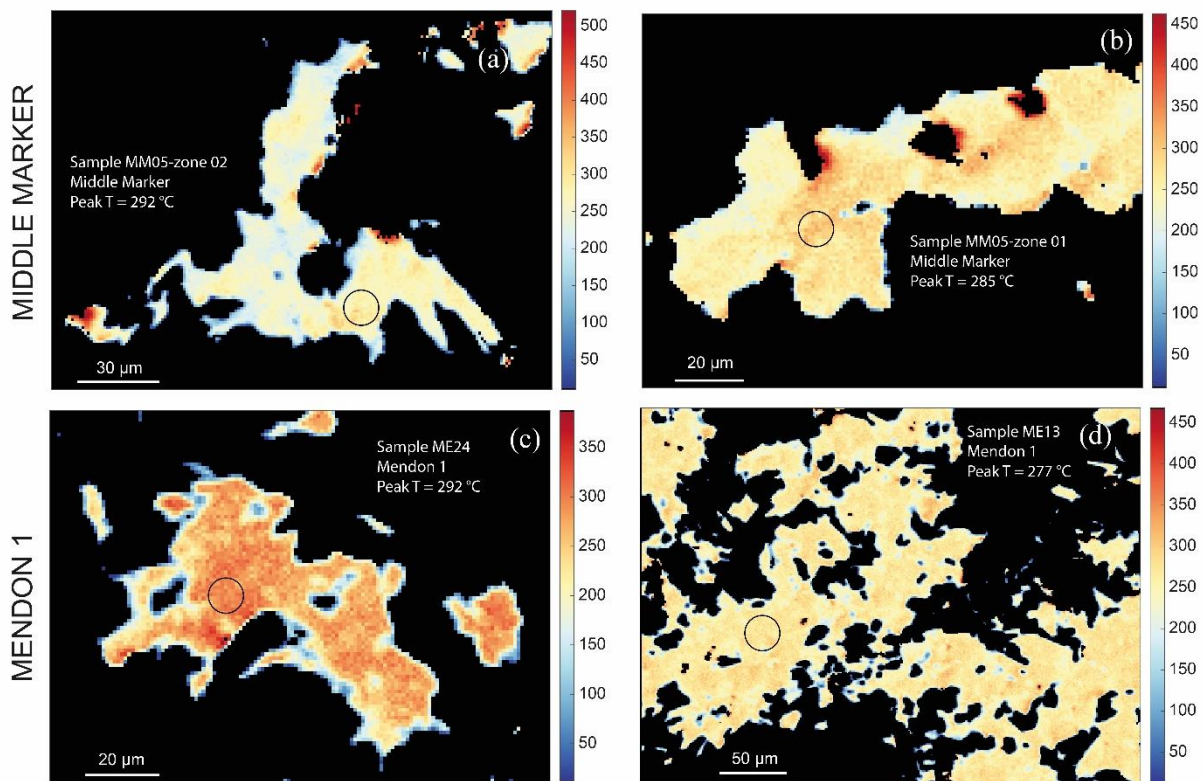 MIDDLE MARKER
(a)
Sample MM05-zone 02
Middle Marker
Peak T = 292 °C
30 µm
500
450
400
350
300
250
200
150
100
50
(b)
Sample MM05-zone 01
Middle Marker
Peak T = 285 °C
20 µm
450
400
350
300
250
200
150
100
50
MENDON 1
(c)
Sample ME24
Mendon 1
Peak T = 292 °C
20 µm
350
300
250
200
150
100
50
(d)
Sample ME13
Mendon 1
Peak T = 277 °C
50 µm
450
400
350
300
250
200
150
100
50